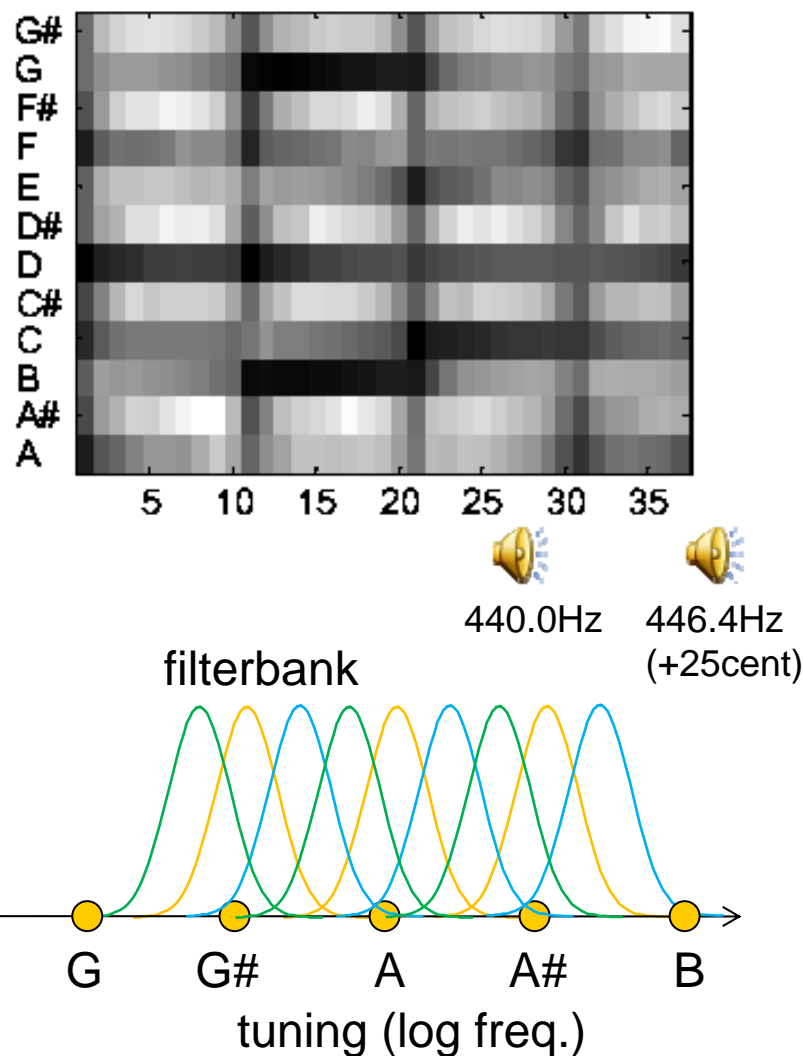 G#
G
F#
F
E
D#
D
C#
C
B
A#
A
5 10 15 20 25 30 35
440.0Hz 446.4Hz
(+25cent)
filterbank
G G# A A# B
tuning (log freq.)